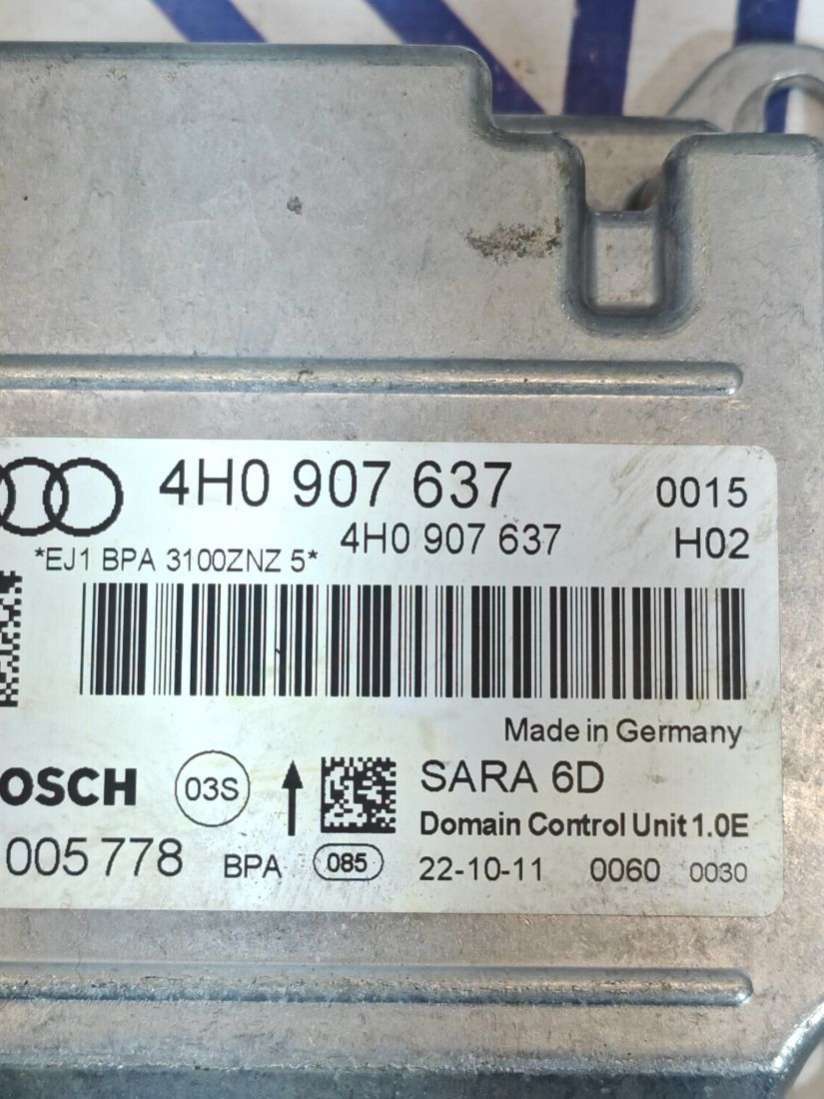 4H0 907 637 0015
4H0 907 637 H02
*EJ1 BPA 3100ZNZ 5*
Made in Germany
OSCH 03S SARA 6D
Domain Control Unit 1.0E
005 778 BPA 085 22-10-11 0060 0030